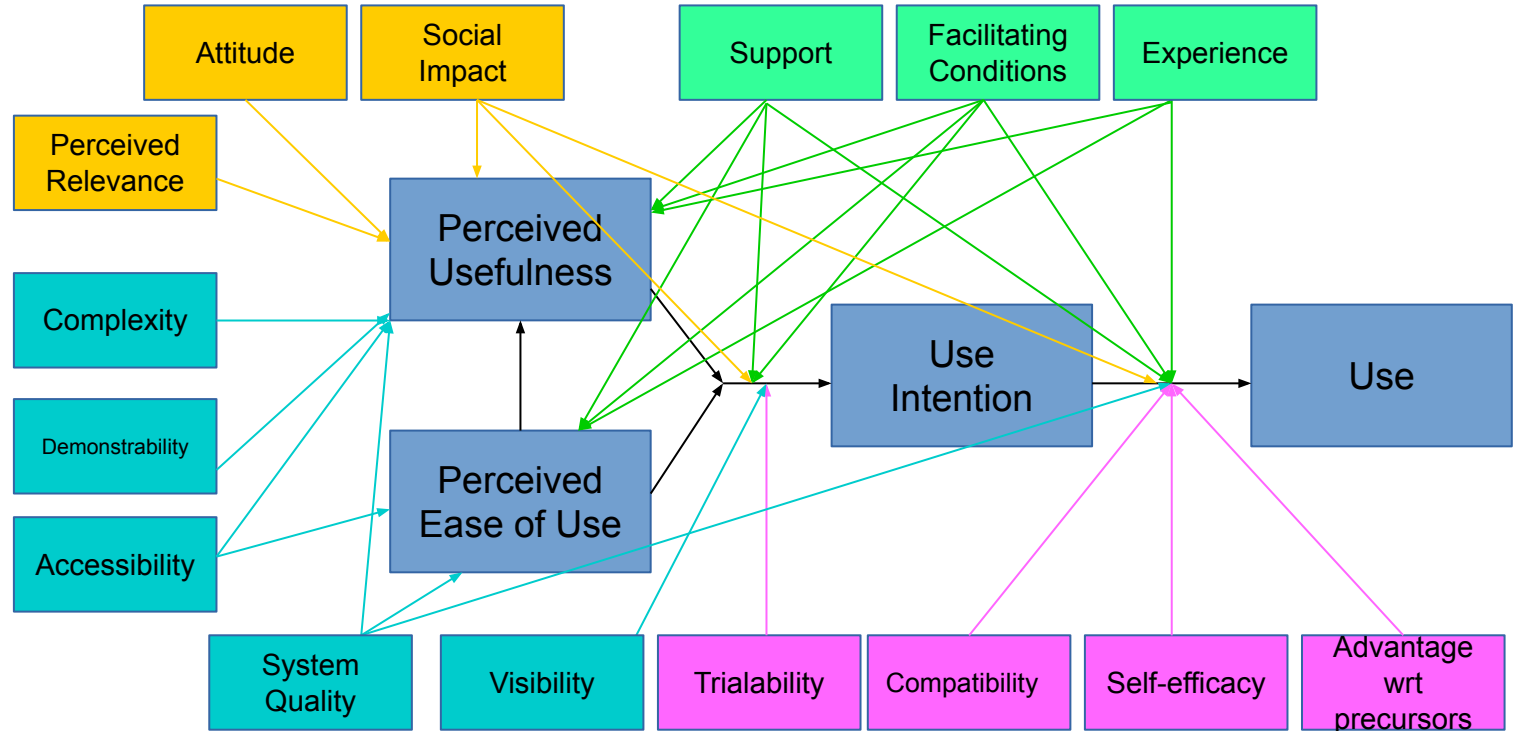 Attitude
Social
Impact
Support
Facilitating
Conditions
Experience
Perceived
Relevance
Perceived
Usefulness
Complexity
Use
Intention
Use
Demonstrability
Perceived
Ease of Use
Accessibility
System
Quality
Visibility
Trialability
Compatibility
Self-efficacy
Advantage
wrt
precursors